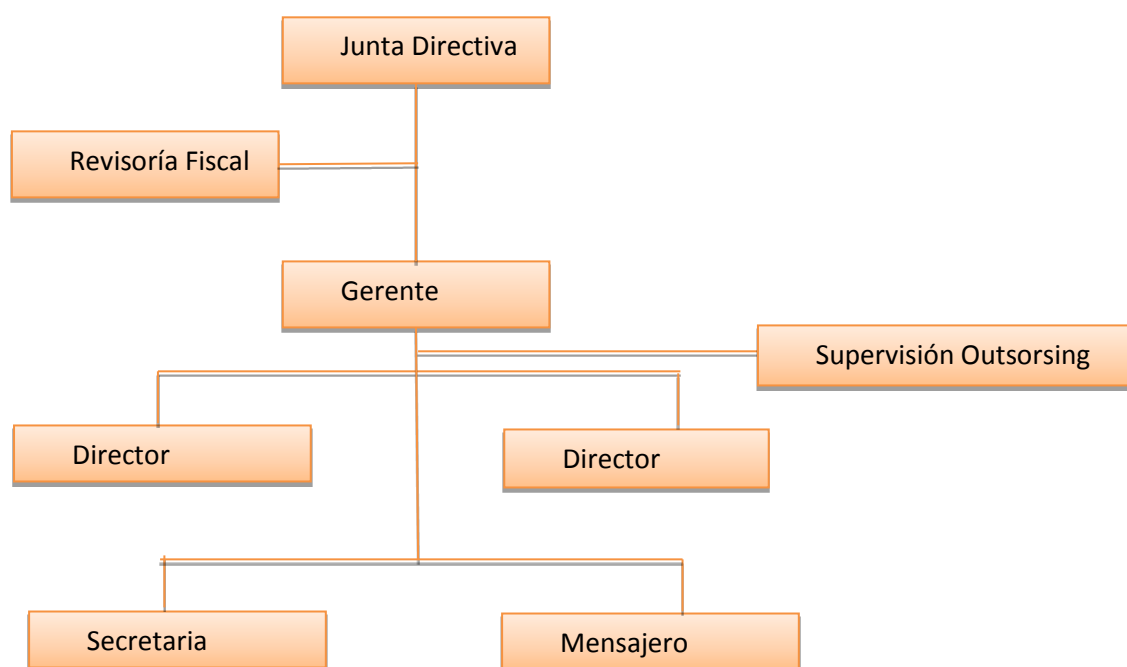 Junta Directiva
Revisoría Fiscal
Gerente
Supervisión Outsorsing
Director
Director
Secretaria
Mensajero